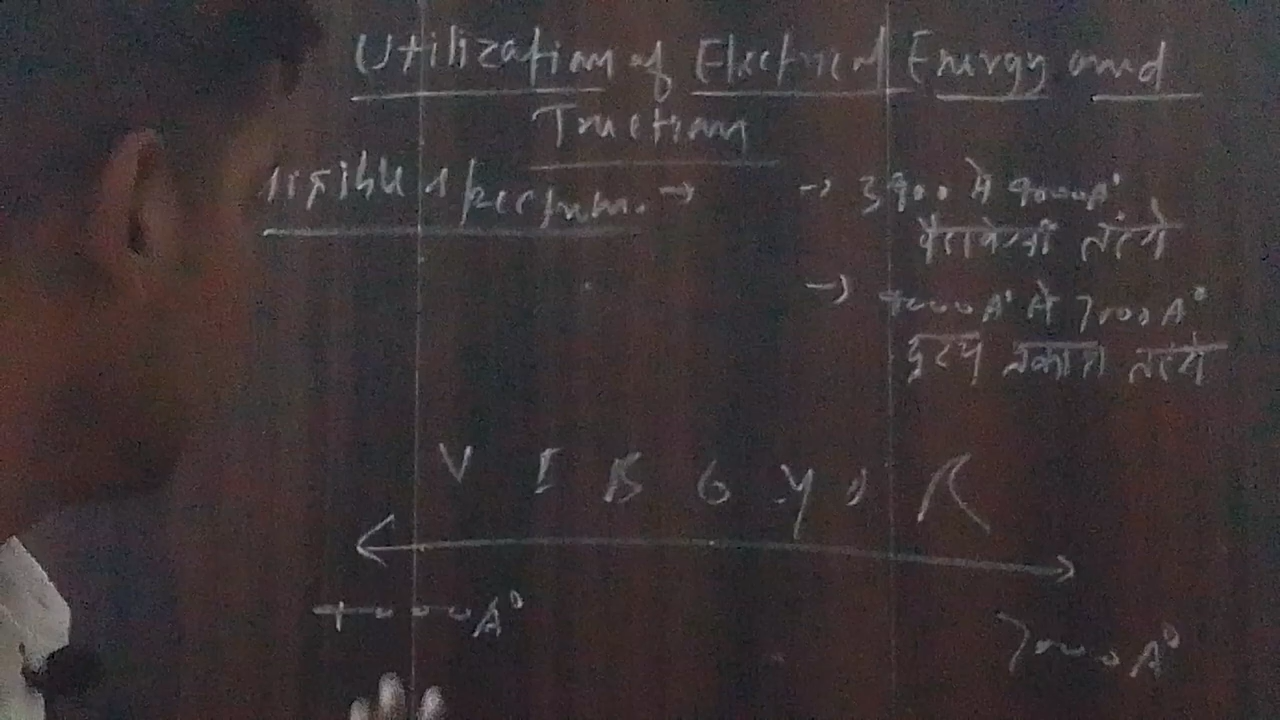 Utilization of Electrical Energy and
Traction
Visible Spectrum. →
→ 3900 से 4000A°
पैराबैंगनी तरंगे
→ 4000A° से 7000A°
दृश्य प्रकाश तरंगे
V I B G Y O R
4000A°
7000A°